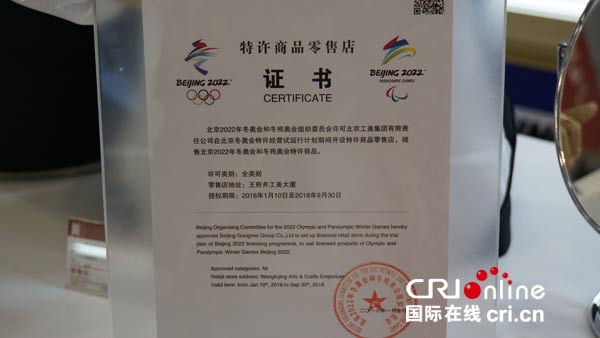 特许商品零售店
BEIJING 2022
BEIJING 2022
PARALYMPIC GAMES
证书
CERTIFICATE
北京2022年冬奥会和冬残奥会组织委员会许可北京工美集团有限责
任公司在北京冬奥会特许经营试运行计划期间开设特许商品零售店，销
售北京2022年冬奥会和冬残奥会特许商品。
许可类别：全类别
零售店地址：王府井工美大厦
授权期限：2018年1月10日至2018年9月30日
Beijing Organising Committee for the 2022 Olympic and Paralympic Winter Games hereby
approves Beijing Gongmei Group Co.,Ltd to set up licensed retail store during the trial
plan of Beijing 2022 licensing programme, to sell licensed products of Olympic and
Paralympic Winter Games Beijing 2022.
Approved categories: All
Retail store address: Wangfujing Arts & Crafts Emporium
Valid term: from Jan 10th, 2018 to Sep 30th, 2018
CRIonline
国际在线 cri.cn